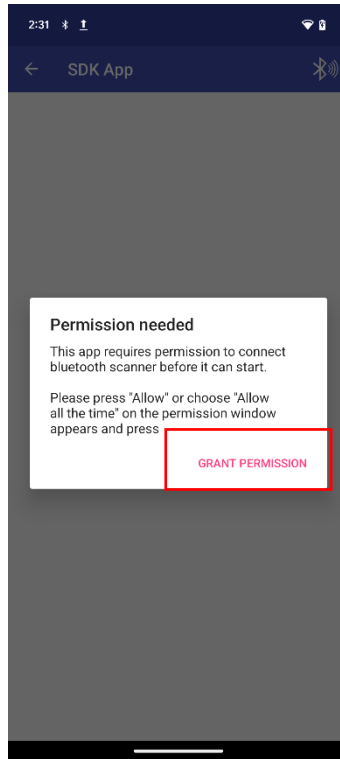 2:31
SDK App
Permission needed
This app requires permission to connect
bluetooth scanner before it can start.
Please press "Allow" or choose "Allow
all the time" on the permission window
appears and press
GRANT PERMISSION